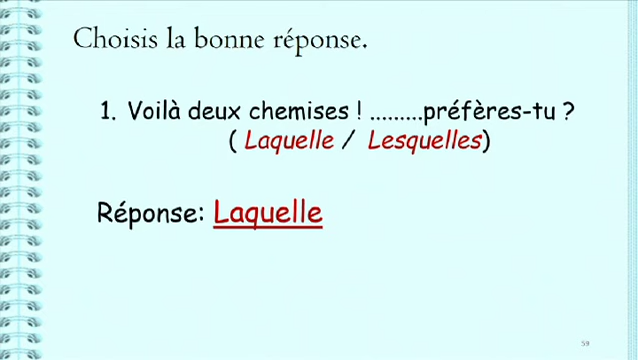 Choisis la bonne réponse.
1. Voilà deux chemises ! .........préfères-tu ?
( Laquelle / Lesquelles)
Réponse: Laquelle
59